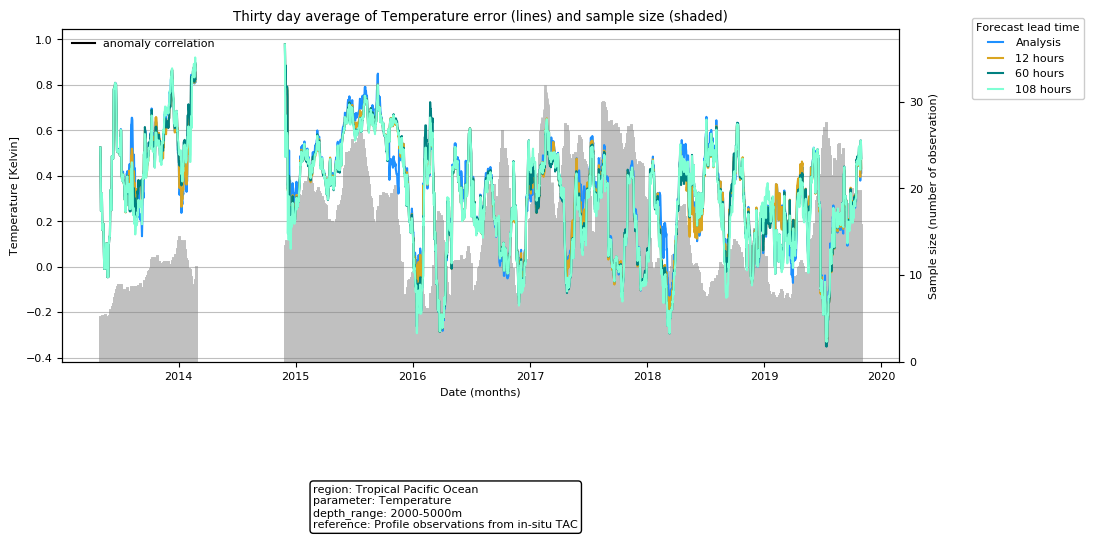 Thirty day average of Temperature error (lines) and sample size (shaded)
Forecast lead time
Analysis
12 hours
60 hours
108 hours
anomaly correlation
Temperature [Kelvin]
1.0
0.8
0.6
0.4
0.2
0.0
−0.2
−0.4
Sample size (number of observation)
30
20
10
0
2014
2015
2016
2017
2018
2019
2020
Date (months)
region: Tropical Pacific Ocean
parameter: Temperature
depth_range: 2000-5000m
reference: Profile observations from in-situ TAC